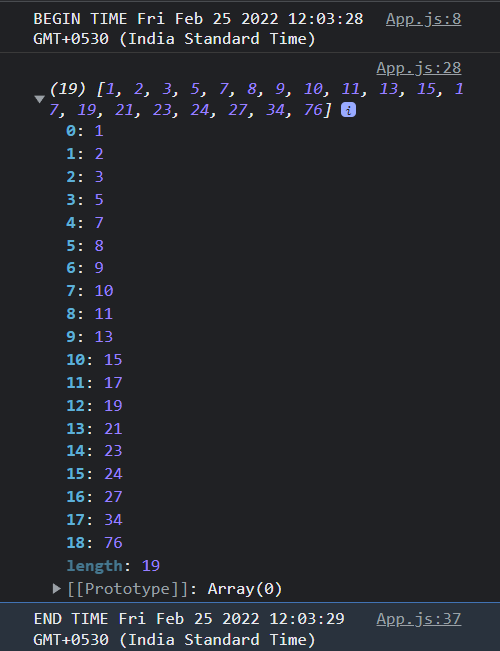 BEGIN TIME Fri Feb 25 2022 12:03:28 App.js:8
GMT+0530 (India Standard Time)
App.js:28
(19) [1, 2, 3, 5, 7, 8, 9, 10, 11, 13, 15, 1
7, 19, 21, 23, 24, 27, 34, 76] i
0: 1
1: 2
2: 3
3: 5
4: 7
5: 8
6: 9
7: 10
8: 11
9: 13
10: 15
11: 17
12: 19
13: 21
14: 23
15: 24
16: 27
17: 34
18: 76
length: 19
[[Prototype]]: Array(0)
END TIME Fri Feb 25 2022 12:03:29 App.js:37
GMT+0530 (India Standard Time)